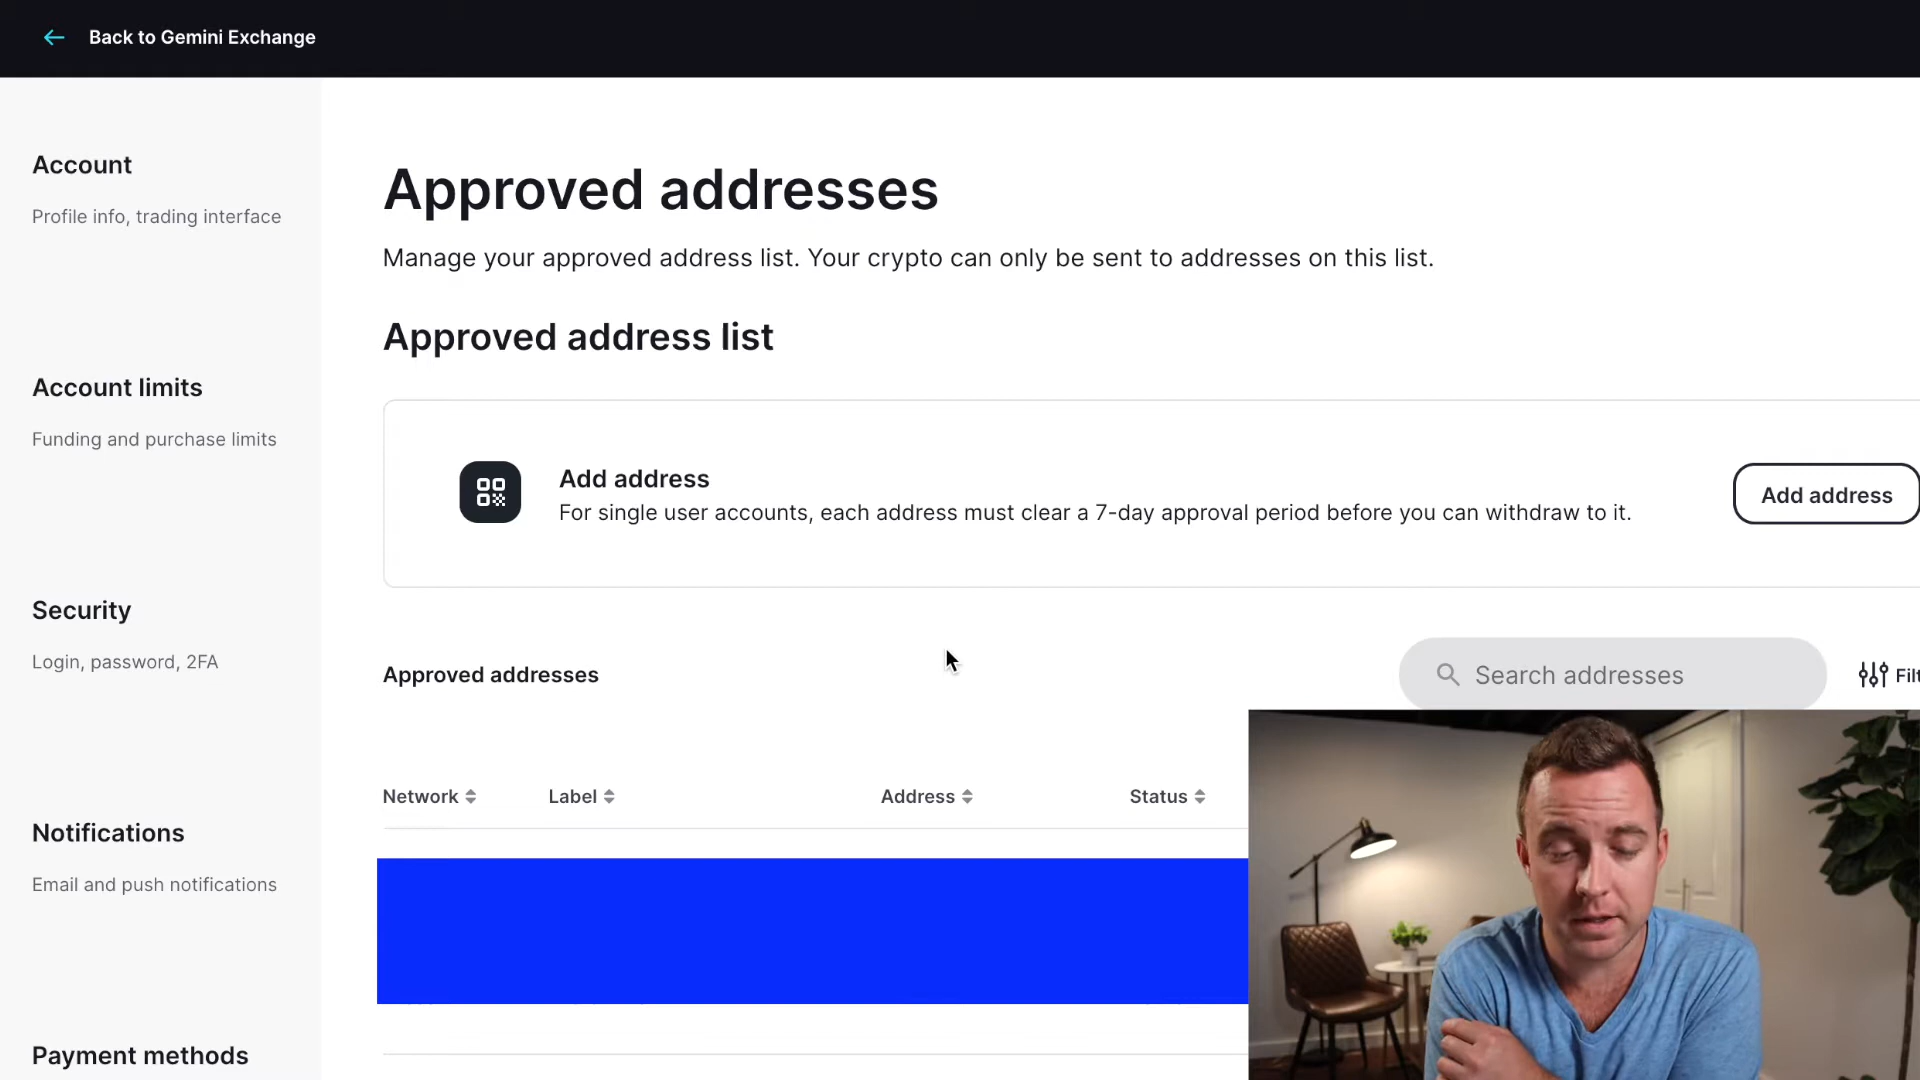 Back to Gemini Exchange
Account
Profile info, trading interface
Account limits
Funding and purchase limits
Security
Login, password, 2FA
Notifications
Email and push notifications
Payment methods
Approved addresses
Manage your approved address list. Your crypto can only be sent to addresses on this list.
Approved address list
Add address
For single user accounts, each address must clear a 7-day approval period before you can withdraw to it.
Add address
Approved addresses
Search addresses
Filt
Network
Label
Address
Status